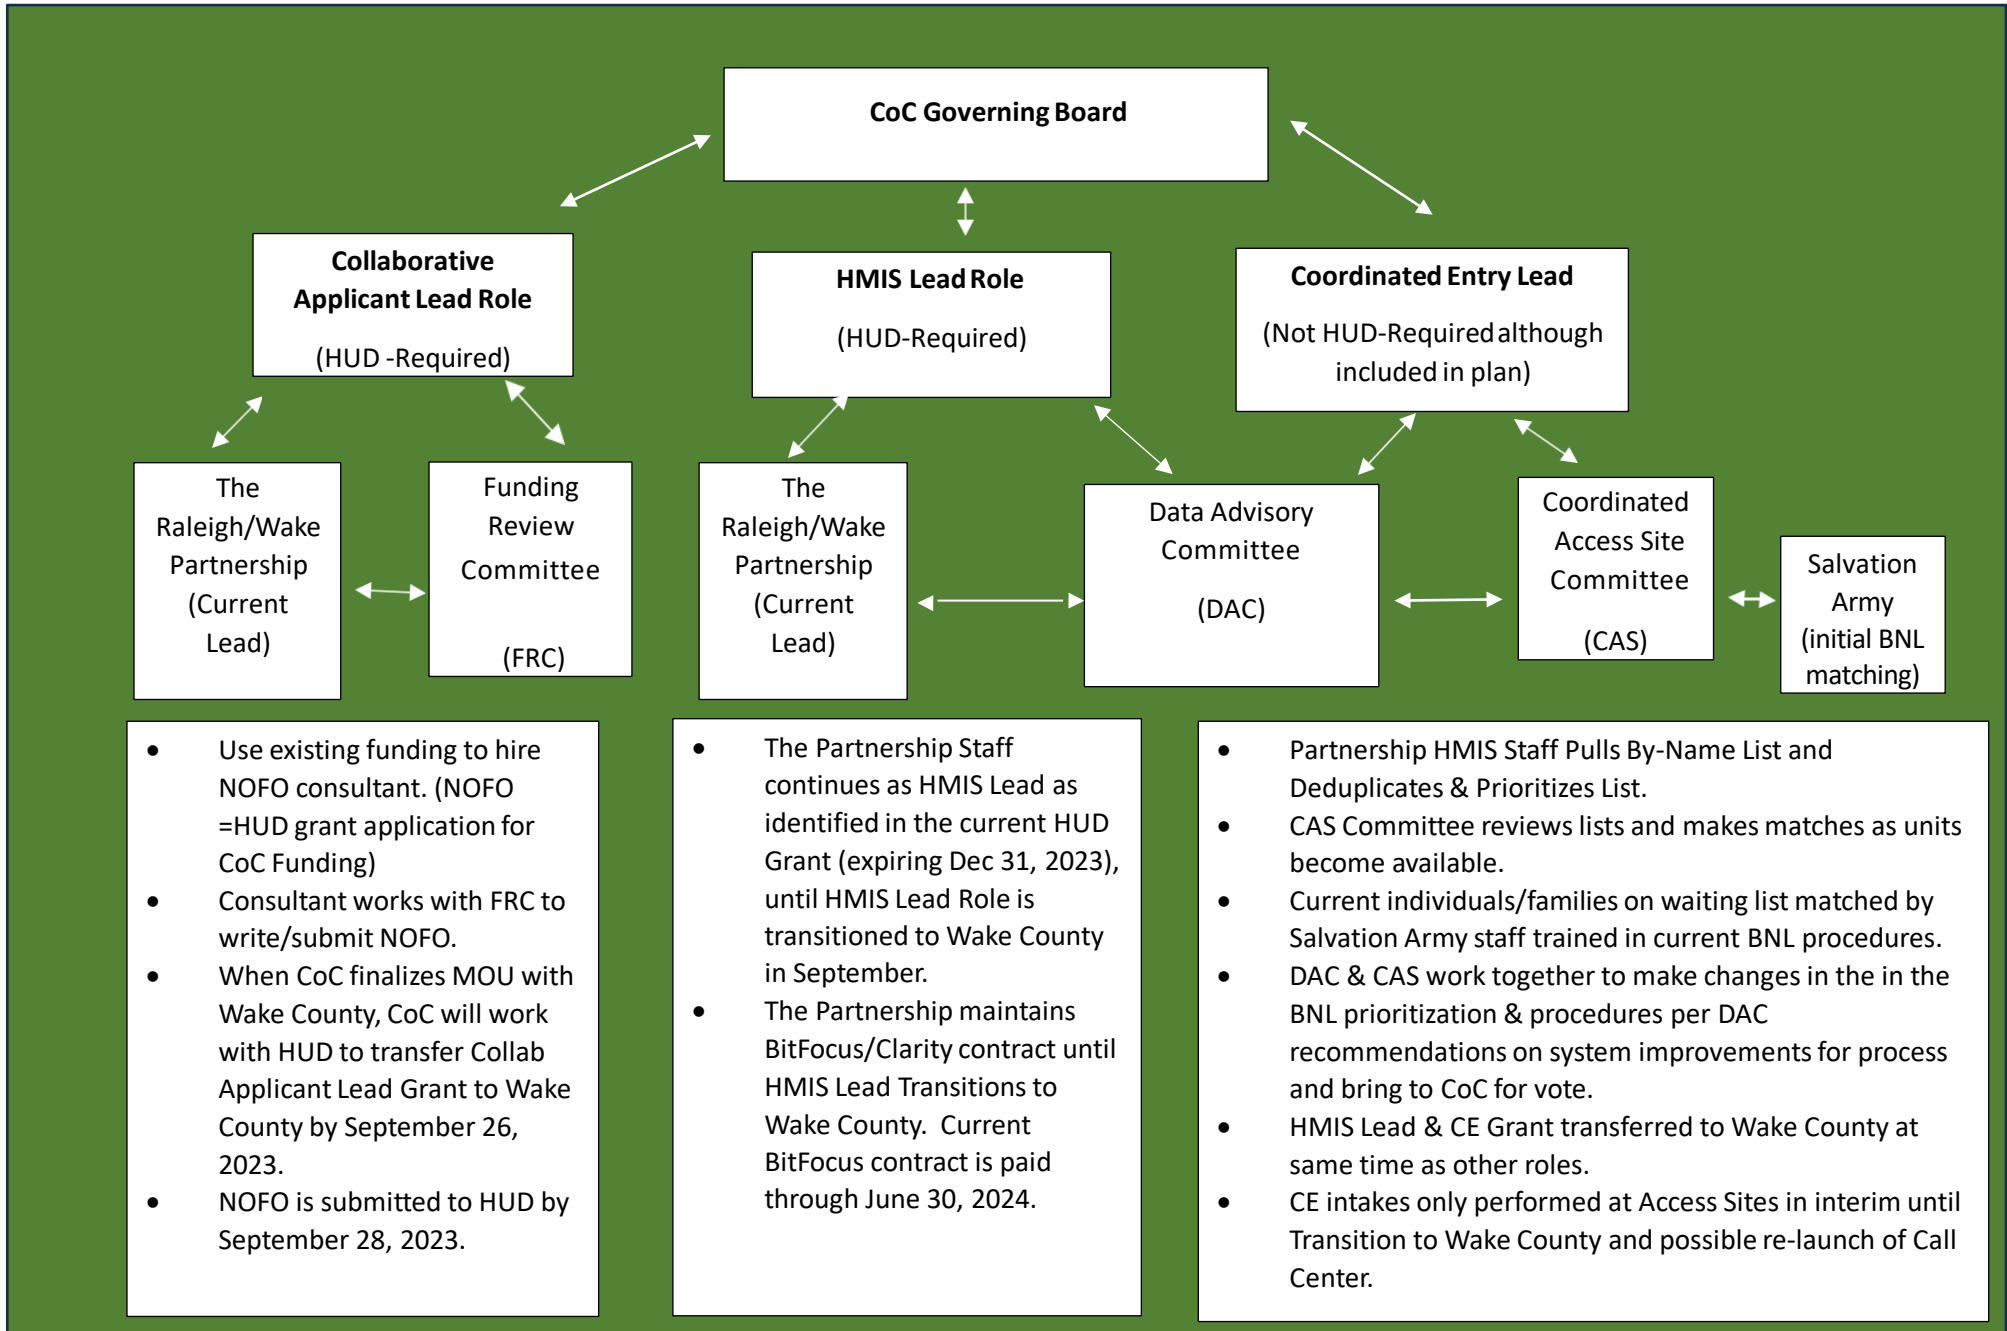 CoC Governing Board
Collaborative
Applicant Lead Role
(HUD -Required)
HMIS Lead Role
(HUD-Required)
Coordinated Entry Lead
(Not HUD-Required although
included in plan)
The
Raleigh/Wake
Partnership
(Current
Lead)
Funding
Review
Committee
(FRC)
The
Raleigh/Wake
Partnership
(Current
Lead)
Data Advisory
Committee
(DAC)
Coordinated
Access Site
Committee
(CAS)
Salvation
Army
(initial BNL
matching)
• Use existing funding to hire
NOFO consultant. (NOFO
=HUD grant application for
CoC Funding)
• Consultant works with FRC to
write/submit NOFO.
• When CoC finalizes MOU with
Wake County, CoC will work
with HUD to transfer Collab
Applicant Lead Grant to Wake
County by September 26,
2023.
• NOFO is submitted to HUD by
September 28, 2023.
• The Partnership Staff
continues as HMIS Lead as
identified in the current HUD
Grant (expiring Dec 31, 2023),
until HMIS Lead Role is
transitioned to Wake County
in September.
• The Partnership maintains
BitFocus/Clarity contract until
HMIS Lead Transitions to
Wake County. Current
BitFocus contract is paid
through June 30, 2024.
• Partnership HMIS Staff Pulls By-Name List and
Deduplicates & Prioritizes List.
• CAS Committee reviews lists and makes matches as units
become available.
• Current individuals/families on waiting list matched by
Salvation Army staff trained in current BNL procedures.
• DAC & CAS work together to make changes in the in the
BNL prioritization & procedures per DAC
recommendations on system improvements for process
and bring to CoC for vote.
• HMIS Lead & CE Grant transferred to Wake County at
same time as other roles.
• CE intakes only performed at Access Sites in interim until
Transition to Wake County and possible re-launch of Call
Center.